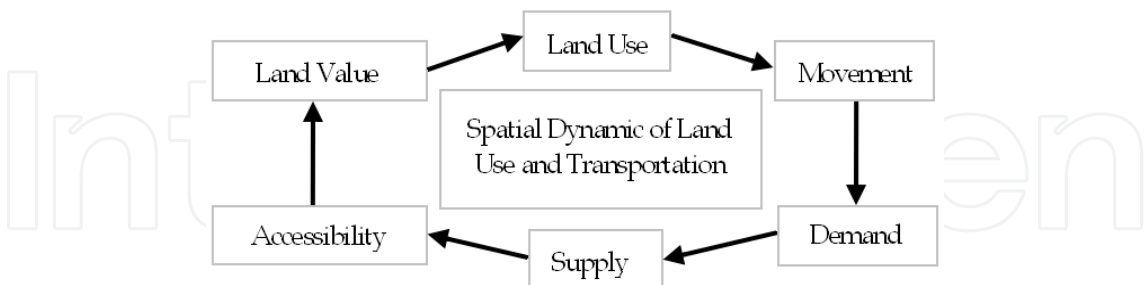 Land Use
Land Value
Movement
Spatial Dynamic of Land
Use and Transportation
Accessibility
Demand
Supply